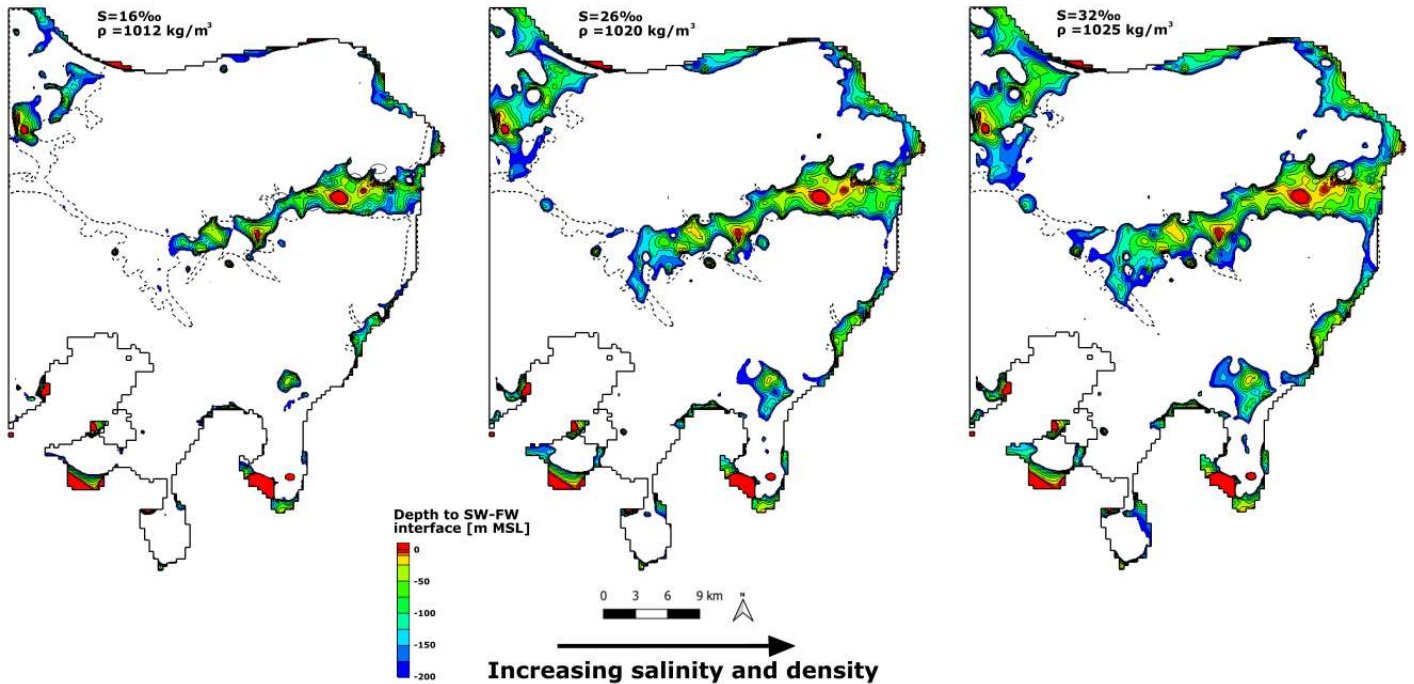 S=16‰
ρ =1012 kg/m³
S=26‰
ρ =1020 kg/m³
S=32‰
ρ =1025 kg/m³
Depth to SW-FW
interface [m MSL]
0
-50
-100
-150
-200
0 3 6 9 km
N
Increasing salinity and density